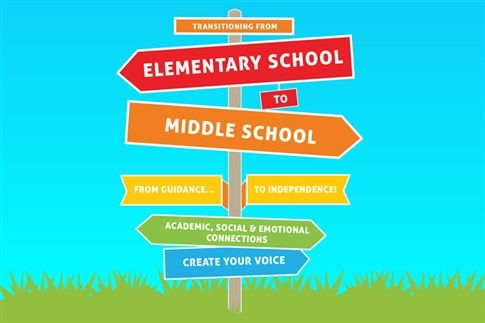 TRANSITIONING FROM
ELEMENTARY SCHOOL
TO
MIDDLE SCHOOL
FROM GUIDANCE...
TO INDEPENDENCE!
ACADEMIC, SOCIAL & EMOTIONAL
CONNECTIONS
CREATE YOUR VOICE